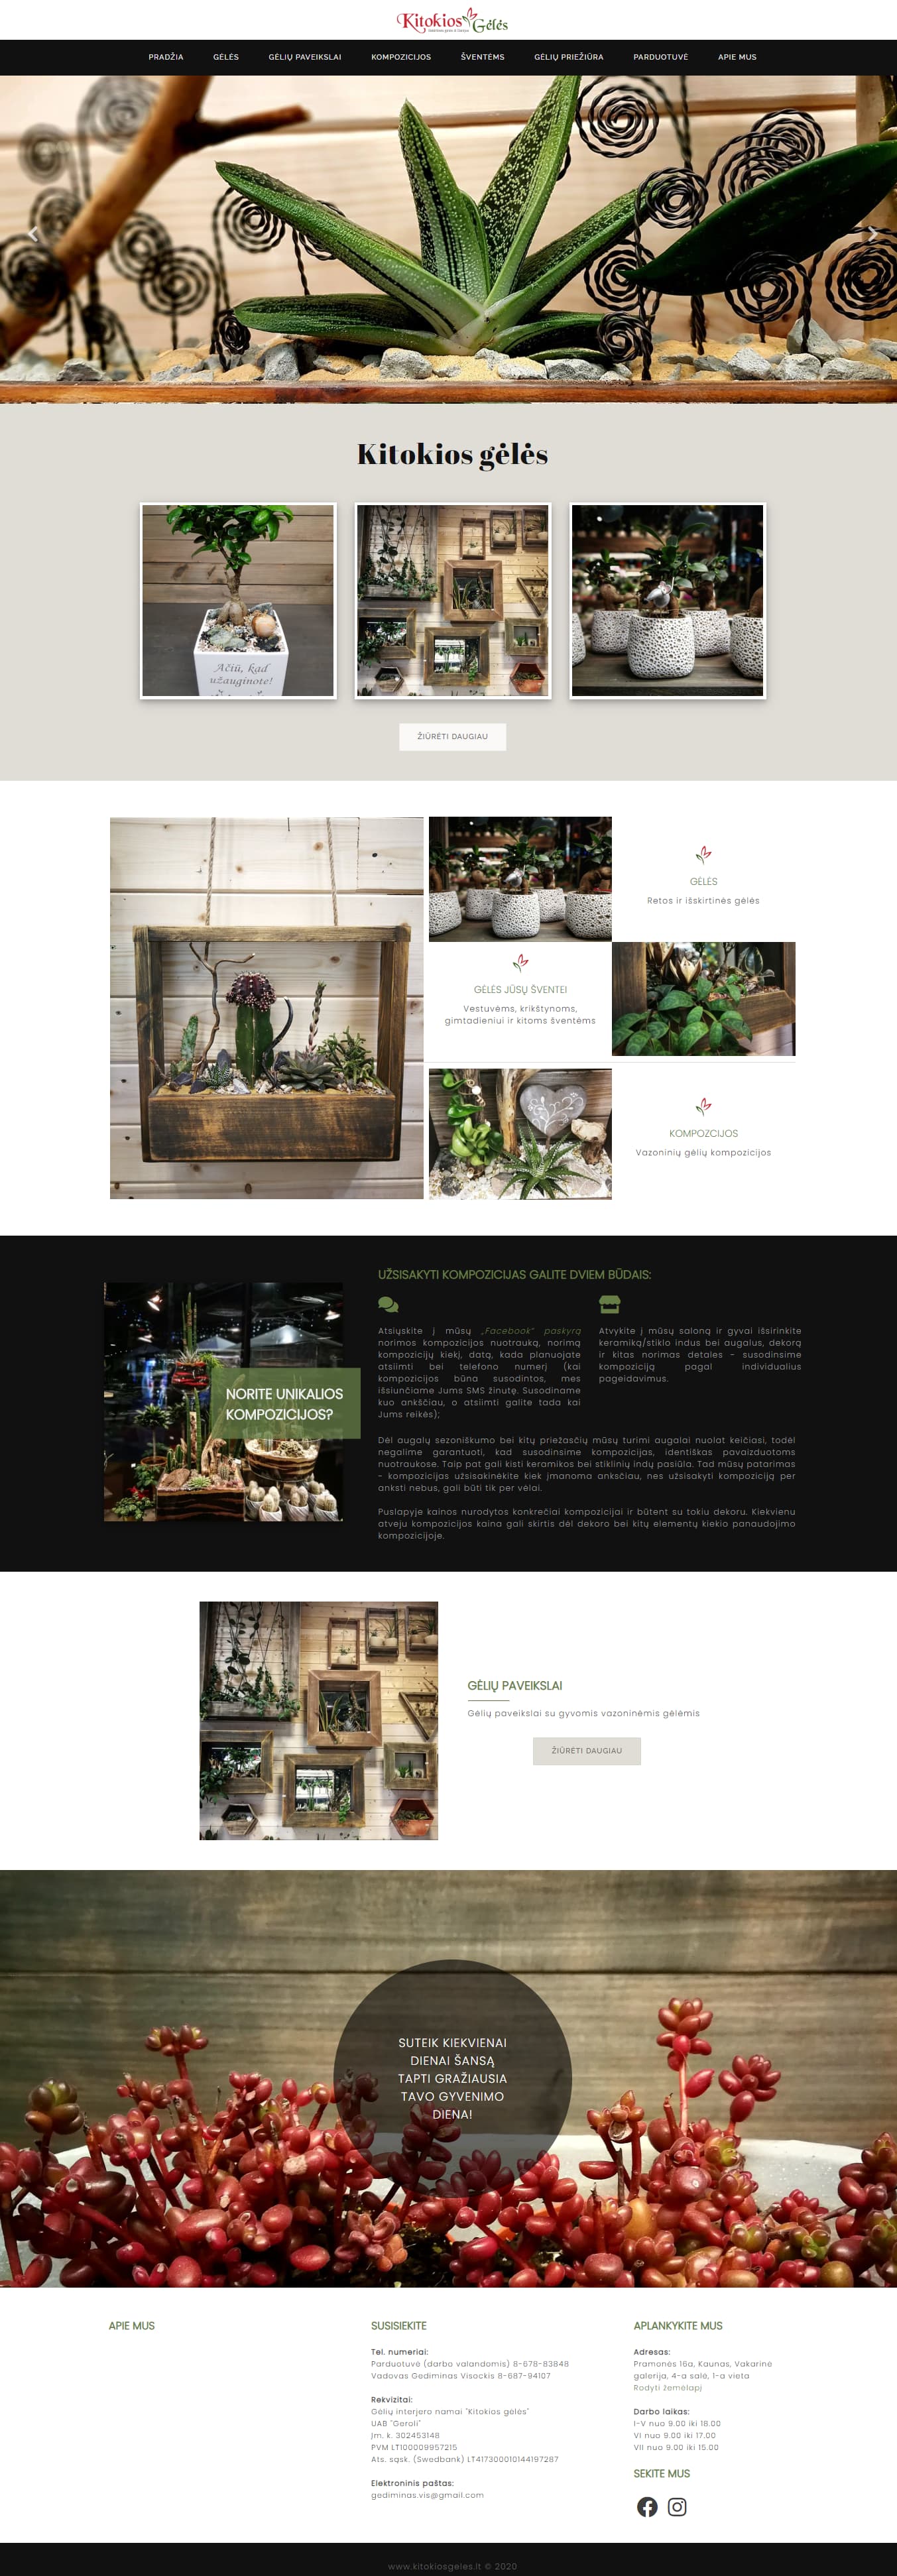 Kitokios Gėlės
PRADŽIA GĖLĖS GĖLIŲ PAVEIKSLAI KOMPOZICIJOS ŠVENTĖMS GĖLIŲ PRIEŽIŪRA PARDUOTUVĖ APIE MUS
Kitokios gėlės
Ačiū, kad
užauginote!
ŽIŪRĖTI DAUGIAU
GĖLĖS
Retos ir išskirtinės gėlės
GĖLĖS JŪSŲ ŠVENTEI
Vestuvėms, krikštynoms,
gimtadieniui ir kitoms šventėms
KOMPOZCIJOS
Vazoninių gėlių kompozicijos
NORITE UNIKALIOS
KOMPOZICIJOS?
UŽSISAKYTI KOMPOZICIJAS GALITE DVIEM BŪDAIS:
Atsiųskite į mūsų „Facebook" paskyrą
norimos kompozicijos nuotrauką, norimą
kompozicijų kiekį, datą, kada planuojate
atsiimti bei telefono numerį (kai
kompozicijos būna susodintos, mes
išsiunčiame Jums SMS žinutę. Susodiname
kuo anksčiau, o atsiimti galite tada kai
Jums reikės);
Atvykite į mūsų saloną ir gyvai išsirinkite
keramiką/stiklo indus bei augalus, dekorą
ir kitas norimas detales - susodinsime
kompoziciją pagal individualius
pageidavimus.
Dėl augalų sezoniškumo bei kitų priežasčių mūsų turimi augalai nuolat keičiasi, todėl
negalime garantuoti, kad susodinsime kompozicijas, identiškas pavaizduotoms
nuotraukose. Taip pat gali kisti keramikos bei stiklinių indų pasiūla. Tad mūsų patarimas
- kompozicijas užsisakinėkite kiek įmanoma anksčiau, nes užsisakyti kompoziciją per
anksti nebus, gali būti tik per vėlai.
Puslapyje kainos nurodytos konkrečiai kompozicijai ir būtent su tokiu dekoru. Kiekvienu
atveju kompozicijos kaina gali skirtis dėl dekoro bei kitų elementų kiekio panaudojimo
kompozicijoje.
GĖLIŲ PAVEIKSLAI
Gėlių paveikslai su gyvomis vazoninėmis gėlėmis
ŽIŪRĖTI DAUGIAU
SUTEIK KIEKVIENAI
DIENAI ŠANSĄ
TAPTI GRAŽIAUSIA
TAVO GYVENIMO
DIENA!
APIE MUS
SUSISIEKITE
Tel. numeriai:
Parduotuvė (darbo valandomis) 8-678-83848
Vadovas Gediminas Visockis 8-687-94107
Rekvizitai:
Gėlių interjero namai "Kitokios gėlės"
UAB "Geroli"
Įm. k. 302453148
PVM LT100009957215
Ats. sąsk. (Swedbank) LT417300010144197287
Elektroninis paštas:
gediminas.vis@gmail.com
APLANKYKITE MUS
Adresas:
Pramonės 16a, Kaunas, Vakarinė
galerija, 4-a salė, 1-a vieta
Rodyti žemėlapį
Darbo laikas:
I-V nuo 9.00 iki 18.00
VI nuo 9.00 iki 17.00
VII nuo 9.00 iki 15.00
SEKITE MUS
www.kitokiosgeles.lt © 2020